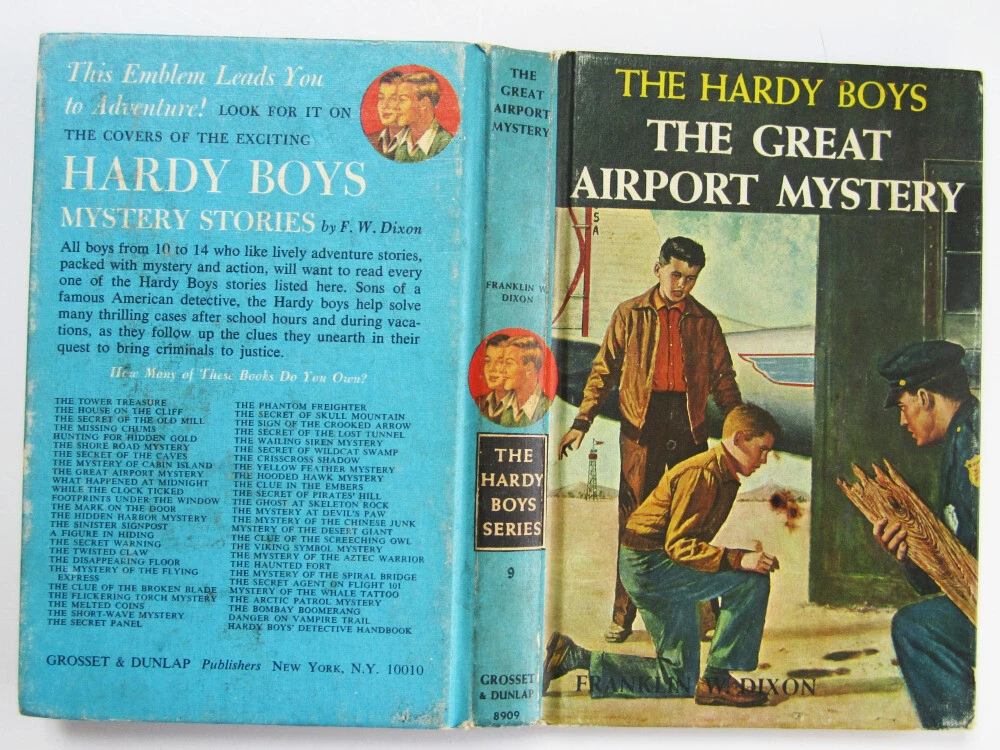 This Emblem Leads You
to Adventure! LOOK FOR IT ON
THE COVERS OF THE EXCITING
HARDY BOYS
MYSTERY STORIES by F. W. Dixon
All boys from 10 to 14 who like lively adventure stories,
packed with mystery and action, will want to read every
one of the Hardy Boys stories listed here. Sons of a
famous American detective, the Hardy boys help solve
many thrilling cases after school hours and during vaca-
tions, as they follow up the clues they unearth in their
quest to bring criminals to justice.
How Many of These Books Do You Own?
THE TOWER TREASURE
THE HOUSE ON THE CLIFF
THE SECRET OF THE OLD MILL
THE MISSING CHUMS
HUNTING FOR HIDDEN GOLD
THE SHORE ROAD MYSTERY
THE SECRET OF THE CAVES
THE MYSTERY OF CABIN ISLAND
THE GREAT AIRPORT MYSTERY
WHAT HAPPENED AT MIDNIGHT
WHILE THE CLOCK TICKED
FOOTPRINTS UNDER THE WINDOW
THE MARK ON THE DOOR
THE HIDDEN HARBOR MYSTERY
THE SINISTER SIGNPOST
A FIGURE IN HIDING
THE SECRET WARNING
THE TWISTED CLAW
THE DISAPPEARING FLOOR
THE MYSTERY OF THE FLYING
EXPRESS
THE CLUE OF THE BROKEN BLADE
THE FLICKERING TORCH MYSTERY
THE MELTED COINS
THE SHORT-WAVE MYSTERY
THE SECRET PANEL
THE PHANTOM FREIGHTER
THE SECRET OF SKULL MOUNTAIN
THE SIGN OF THE CROOKED ARROW
THE SECRET OF THE LOST TUNNEL
THE WAILING SIREN MYSTERY
THE SECRET OF WILDCAT SWAMP
THE CRISSCROSS SHADOW
THE YELLOW FEATHER MYSTERY
THE HOODED HAWK MYSTERY
THE CLUE IN THE EMBERS
THE SECRET OF PIRATES' HILL
THE GHOST AT SKELETON ROCK
THE MYSTERY AT DEVIL'S PAW
THE MYSTERY OF THE CHINESE JUNK
MYSTERY OF THE DESERT GIANT
THE CLUE OF THE SCREECHING OWL
THE VIKING SYMBOL MYSTERY
THE MYSTERY OF THE AZTEC WARRIOR
THE HAUNTED FORT
THE MYSTERY OF THE SPIRAL BRIDGE
THE SECRET AGENT ON FLIGHT 101
MYSTERY OF THE WHALE TATTOO
THE ARCTIC PATROL MYSTERY
THE BOMBAY BOOMERANG
DANGER ON VAMPIRE TRAIL
HARDY BOYS' DETECTIVE HANDBOOK
GROSSET & DUNLAP Publishers NEW YORK, N.Y. 10010
THE
GREAT
AIRPORT
MYSTERY
FRANKLIN W.
DIXON
THE
HARDY
BOYS
SERIES
9
GROSSET
& DUNLAP
8909
THE HARDY BOYS
THE GREAT
AIRPORT MYSTERY
S
A
FRANKLIN W. DIXON